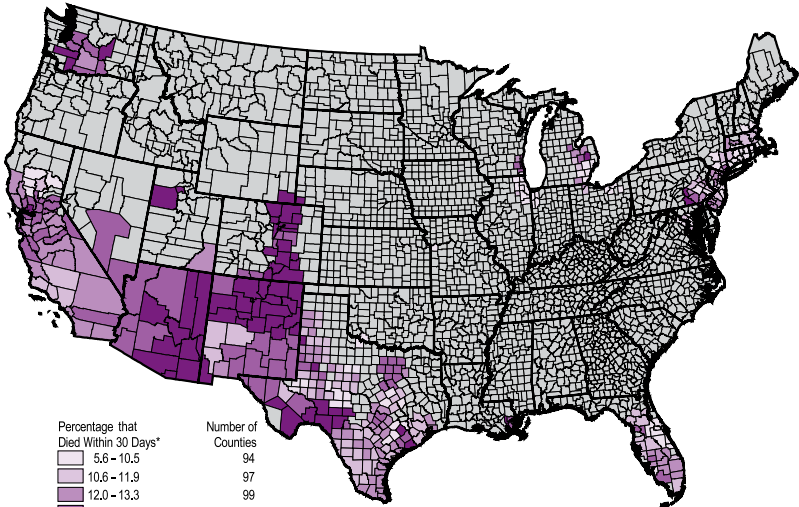 Percentage that Number of
Died Within 30 Days* Counties
5.6 – 10.5 94
10.6 – 11.9 97
12.0 – 13.3 99